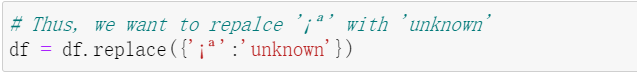 # Thus, we want to repalce '¡ª' with 'unknown'
df = df.replace({'¡ª':'unknown'})